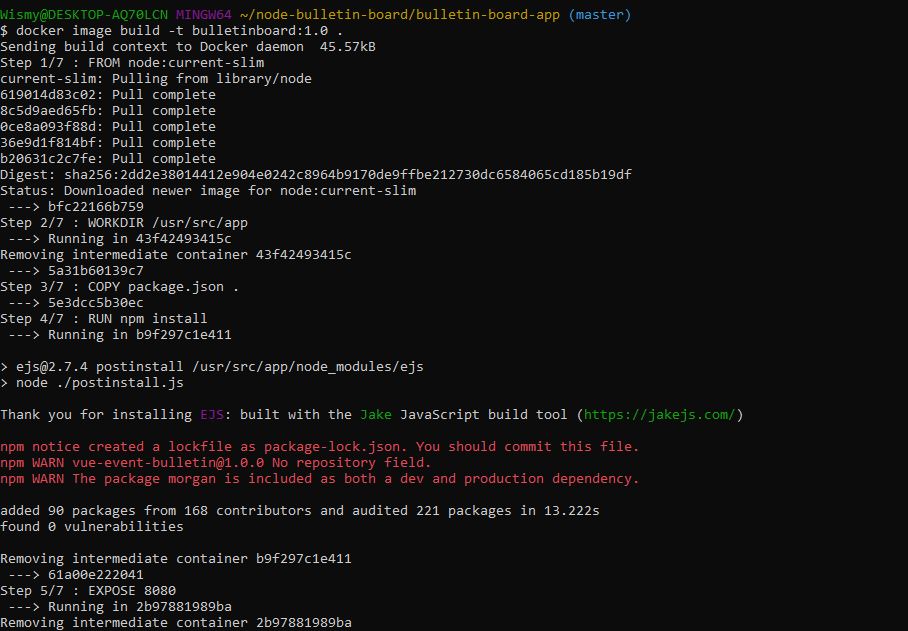 Wismy@DESKTOP-AQ70LCN MINGW64 ~/node-bulletin-board/bulletin-board-app (master)
$ docker image build -t bulletinboard:1.0 .
Sending build context to Docker daemon  45.57kB
Step 1/7 : FROM node:current-slim
current-slim: Pulling from library/node
619014d83c02: Pull complete
8c5d9aed65fb: Pull complete
0ce8a093f88d: Pull complete
36e9d1f814bf: Pull complete
b20631c2c7fe: Pull complete
Digest: sha256:2dd2e38014412e904e0242c8964b9170de9ffbe212730dc6584065cd185b19df
Status: Downloaded newer image for node:current-slim
 ---> bfc22166b759
Step 2/7 : WORKDIR /usr/src/app
 ---> Running in 43f42493415c
Removing intermediate container 43f42493415c
 ---> 5a31b60139c7
Step 3/7 : COPY package.json .
 ---> 5e3dcc5b30ec
Step 4/7 : RUN npm install
 ---> Running in b9f297c1e411
> ejs@2.7.4 postinstall /usr/src/app/node_modules/ejs
> node ./postinstall.js
Thank you for installing EJS: built with the Jake JavaScript build tool (https://jakejs.com/)
npm notice created a lockfile as package-lock.json. You should commit this file.
npm WARN vue-event-bulletin@1.0.0 No repository field.
npm WARN The package morgan is included as both a dev and production dependency.
added 90 packages from 168 contributors and audited 221 packages in 13.222s
found 0 vulnerabilities
Removing intermediate container b9f297c1e411
 ---> 61a00e222041
Step 5/7 : EXPOSE 8080
 ---> Running in 2b97881989ba
Removing intermediate container 2b97881989ba